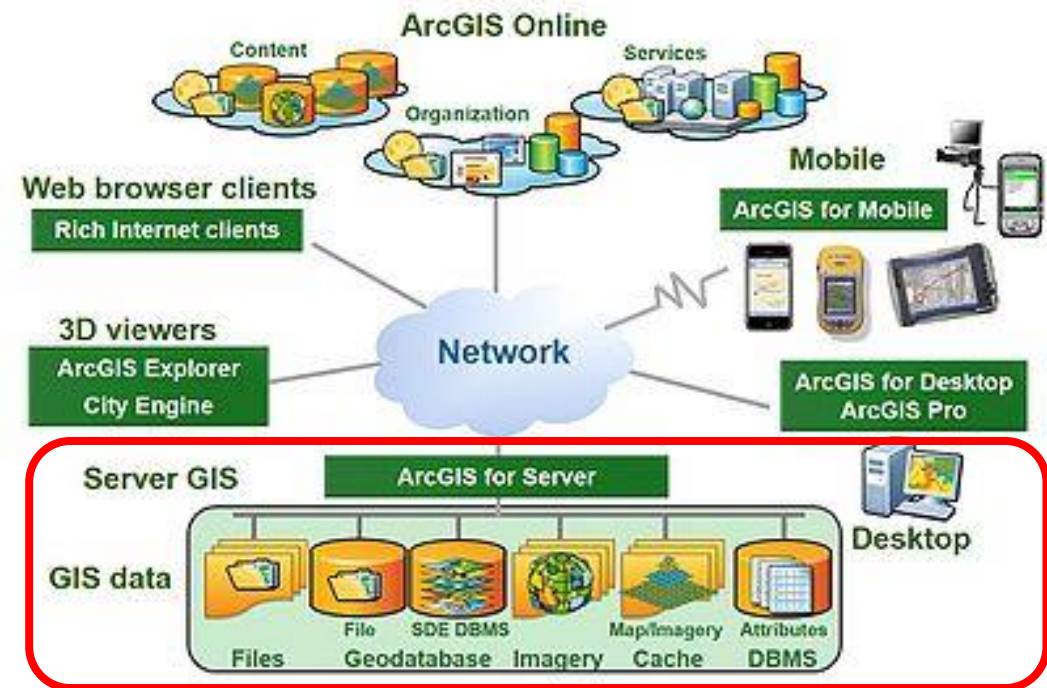 ArcGIS Online
Content
Services
Organization
Mobile
Web browser clients
ArcGIS for Mobile
Rich Internet clients
3D viewers
Network
ArcGIS Explorer
City Engine
ArcGIS for Desktop
ArcGIS Pro
Server GIS
ArcGIS for Server
Desktop
GIS data
File
SDE DBMS
Map/Imagery
Attributes
Files
Geodatabase
Imagery
Cache
DBMS